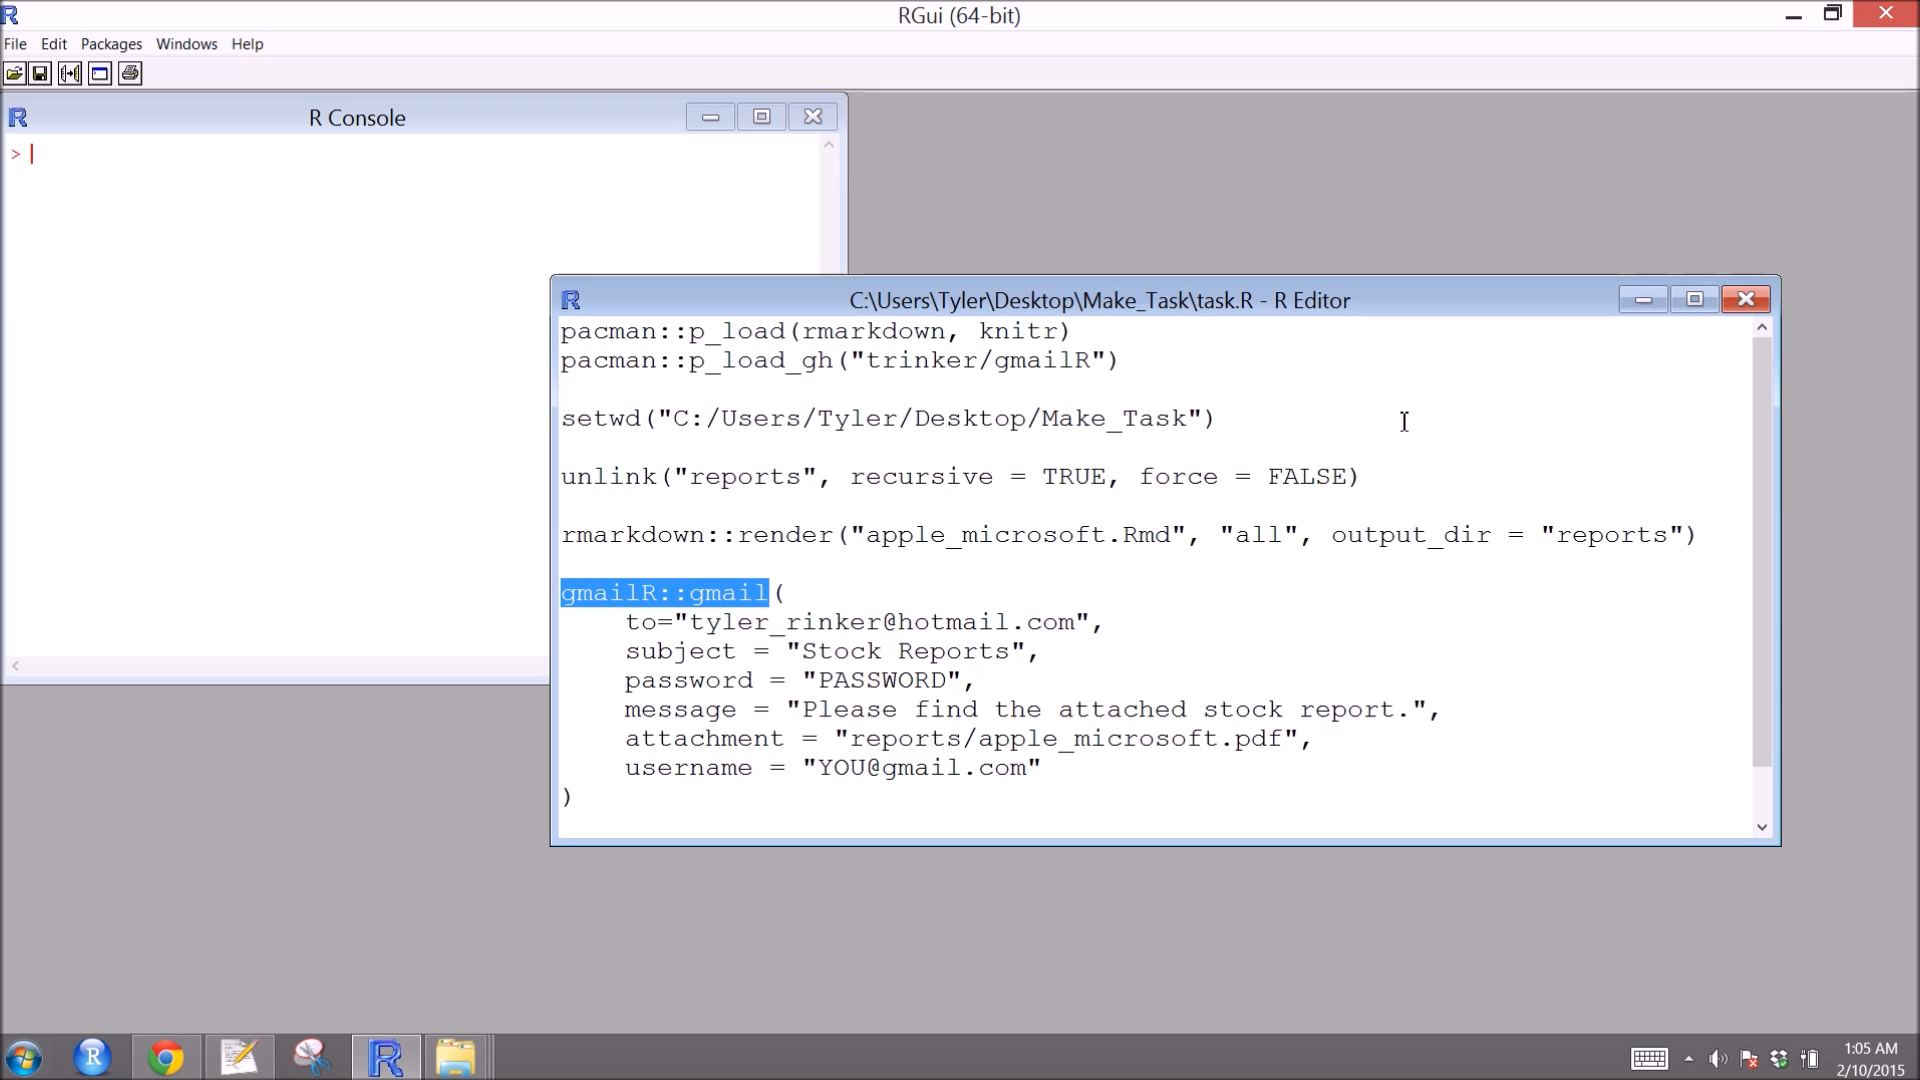 RGui (64-bit)
File Edit Packages Windows Help
R Console
>
C:\Users\Tyler\Desktop\Make_Task\task.R - R Editor
pacman::p_load(rmarkdown, knitr)
pacman::p_load_gh("trinker/gmailR")
setwd("C:/Users/Tyler/Desktop/Make_Task")
unlink("reports", recursive = TRUE, force = FALSE)
rmarkdown::render("apple_microsoft.Rmd", "all", output_dir = "reports")
gmailR::gmail(
to="tyler_rinker@hotmail.com",
subject = "Stock Reports",
password = "PASSWORD",
message = "Please find the attached stock report.",
attachment = "reports/apple_microsoft.pdf",
username = "YOU@gmail.com"
)
1:05 AM
2/10/2015